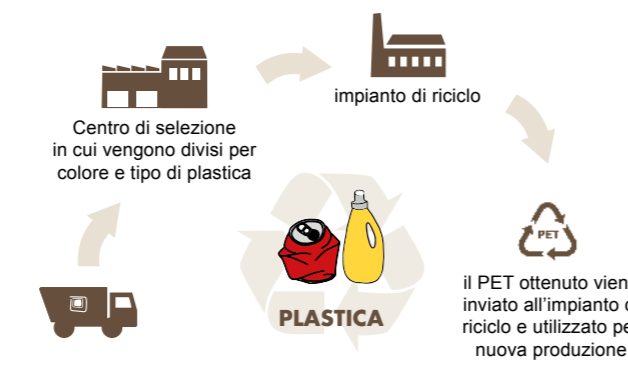 Centro di selezione
in cui vengono divisi per
colore e tipo di plastica
impianto di riciclo
PET
il PET ottenuto vien
inviato all’impianto d
riciclo e utilizzato pe
nuova produzione
PLASTICA